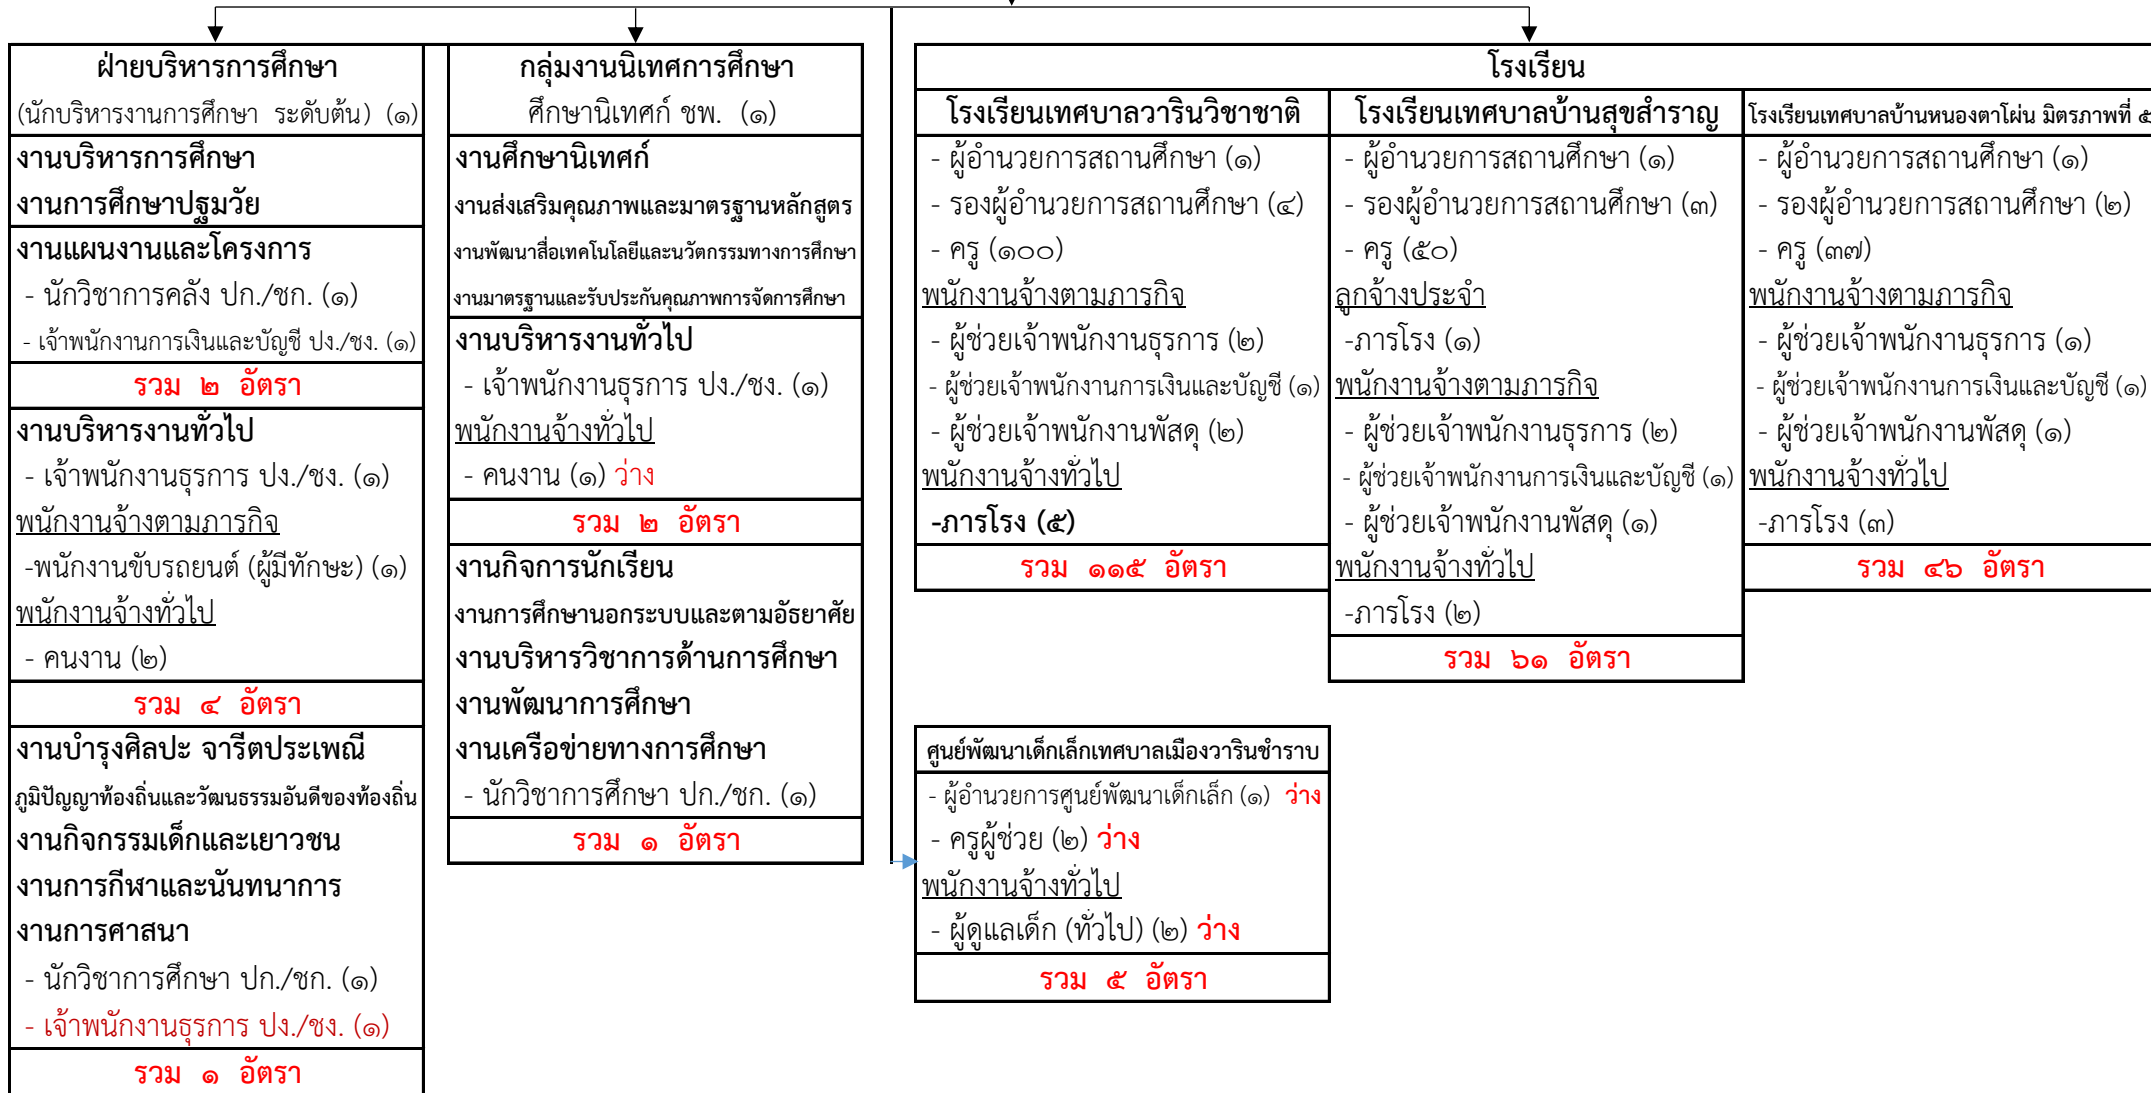 ฝ่ายบริหารการศึกษา
(นักบริหารงานการศึกษา ระดับต้น) (๑)
งานบริหารการศึกษา
งานการศึกษาปฐมวัย
งานแผนงานและโครงการ
- นักวิชาการคลัง ปก./ชก. (๑)
- เจ้าพนักงานการเงินและบัญชี ปง./ชง. (๑)
รวม ๒ อัตรา
งานบริหารงานทั่วไป
- เจ้าพนักงานธุรการ ปง./ชง. (๑)
พนักงานจ้างตามภารกิจ
-พนักงานขับรถยนต์ (ผู้มีทักษะ) (๑)
พนักงานจ้างทั่วไป
- คนงาน (๒)
รวม ๔ อัตรา
งานบำรุงศิลปะ จารีตประเพณี
ภูมิปัญญาท้องถิ่นและวัฒนธรรมอันดีของท้องถิ่น
งานกิจกรรมเด็กและเยาวชน
งานการกีฬาและนันทนาการ
งานการศาสนา
- นักวิชาการศึกษา ปก./ชก. (๑)
- เจ้าพนักงานธุรการ ปง./ชง. (๑)
รวม ๑ อัตรา
กลุ่มงานนิเทศการศึกษา
ศึกษานิเทศก์ ชพ. (๑)
งานศึกษานิเทศก์
งานส่งเสริมคุณภาพและมาตรฐานหลักสูตร
งานพัฒนาสื่อเทคโนโลยีและนวัตกรรมทางการศึกษา
งานมาตรฐานและรับประกันคุณภาพการจัดการศึกษา
งานบริหารงานทั่วไป
- เจ้าพนักงานธุรการ ปง./ชง. (๑)
พนักงานจ้างทั่วไป
- คนงาน (๑) ว่าง
รวม ๒ อัตรา
งานกิจการนักเรียน
งานการศึกษานอกระบบและตามอัธยาศัย
งานบริหารวิชาการด้านการศึกษา
งานพัฒนาการศึกษา
งานเครือข่ายทางการศึกษา
- นักวิชาการศึกษา ปก./ชก. (๑)
รวม ๑ อัตรา
โรงเรียน
โรงเรียนเทศบาลวารินวิชาชาติ
- ผู้อำนวยการสถานศึกษา (๑)
- รองผู้อำนวยการสถานศึกษา (๔)
- ครู (๑๐๐)
พนักงานจ้างตามภารกิจ
- ผู้ช่วยเจ้าพนักงานธุรการ (๒)
- ผู้ช่วยเจ้าพนักงานการเงินและบัญชี (๑)
- ผู้ช่วยเจ้าพนักงานพัสดุ (๒)
พนักงานจ้างทั่วไป
-ภารโรง (๕)
รวม ๑๑๕ อัตรา
โรงเรียนเทศบาลบ้านสุขสำราญ
- ผู้อำนวยการสถานศึกษา (๑)
- รองผู้อำนวยการสถานศึกษา (๓)
- ครู (๕๐)
ลูกจ้างประจำ
-ภารโรง (๑)
พนักงานจ้างตามภารกิจ
- ผู้ช่วยเจ้าพนักงานธุรการ (๒)
- ผู้ช่วยเจ้าพนักงานการเงินและบัญชี (๑)
- ผู้ช่วยเจ้าพนักงานพัสดุ (๑)
พนักงานจ้างทั่วไป
-ภารโรง (๒)
รวม ๖๑ อัตรา
โรงเรียนเทศบาลบ้านหนองตาโผ่น มิตรภาพที่ ๕
- ผู้อำนวยการสถานศึกษา (๑)
- รองผู้อำนวยการสถานศึกษา (๒)
- ครู (๓๗)
พนักงานจ้างตามภารกิจ
- ผู้ช่วยเจ้าพนักงานธุรการ (๑)
- ผู้ช่วยเจ้าพนักงานการเงินและบัญชี (๑)
- ผู้ช่วยเจ้าพนักงานพัสดุ (๑)
พนักงานจ้างทั่วไป
-ภารโรง (๓)
รวม ๔๖ อัตรา
ศูนย์พัฒนาเด็กเล็กเทศบาลเมืองวารินชำราบ
- ผู้อำนวยการศูนย์พัฒนาเด็กเล็ก (๑) ว่าง
- ครูผู้ช่วย (๒) ว่าง
พนักงานจ้างทั่วไป
- ผู้ดูแลเด็ก (ทั่วไป) (๒) ว่าง
รวม ๕ อัตรา